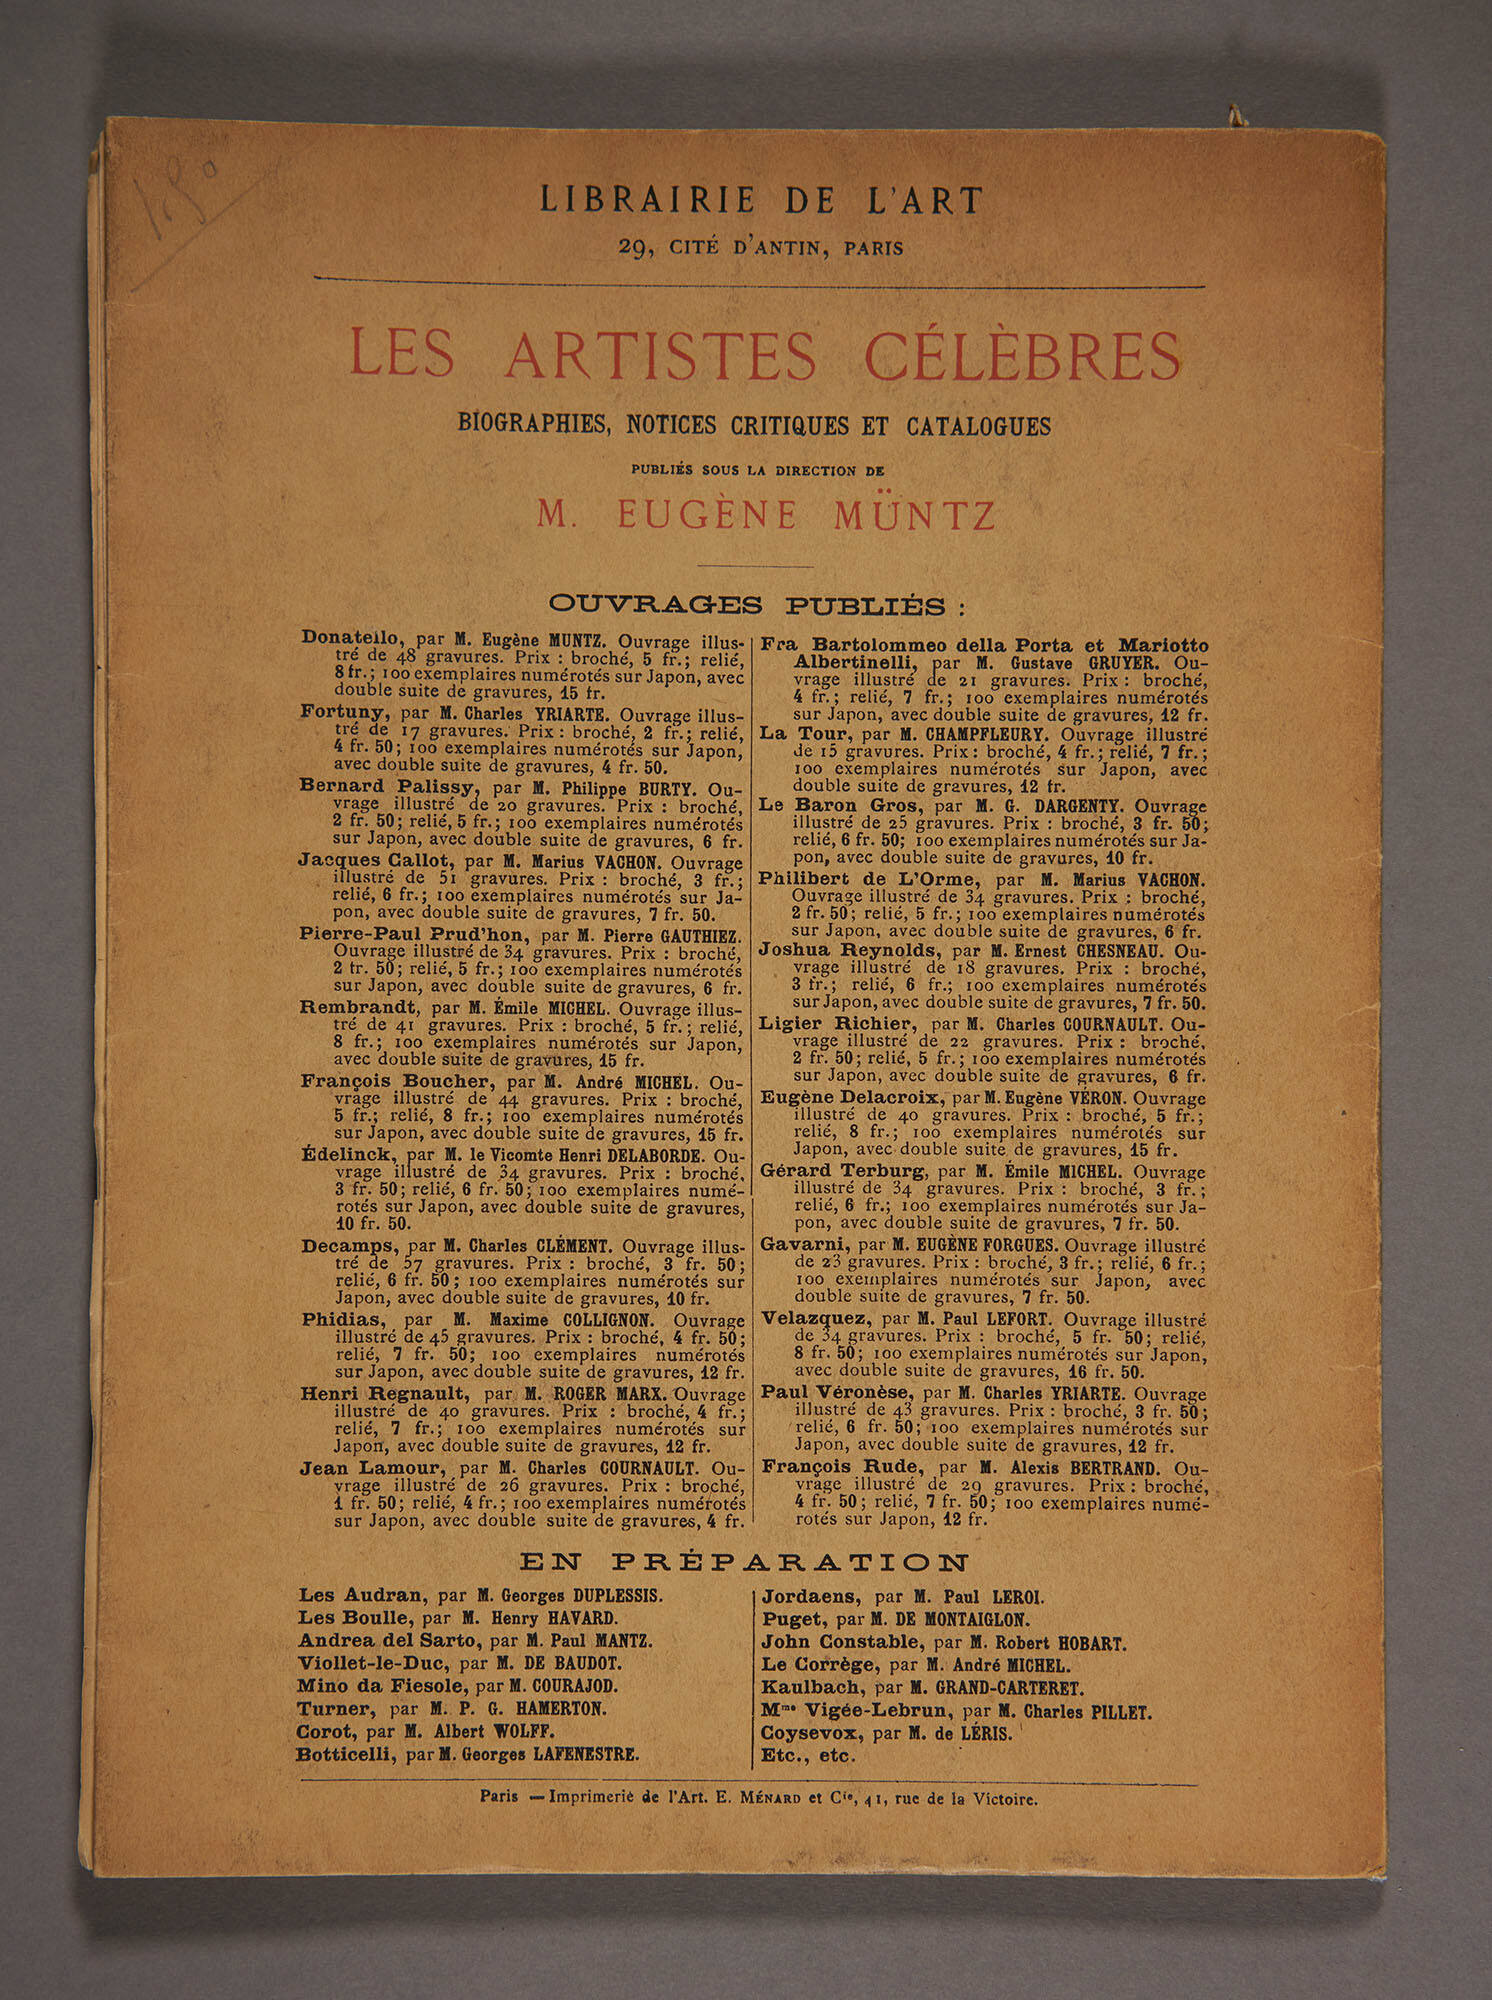 1.50
LIBRAIRIE DE L'ART
29, CITÉ D'ANTIN, PARIS
LES ARTISTES CÉLÈBRES
BIOGRAPHIES, NOTICES CRITIQUES ET CATALOGUES
PUBLIÉS SOUS LA DIRECTION DE
M. EUGÈNE MÜNTZ
OUVRAGES PUBLIÉS :
Donatello, par M. Eugène MUNTZ. Ouvrage illus-
tré de 48 gravures. Prix : broché, 5 fr.; relié,
8 fr.; 100 exemplaires numérotés sur Japon, avec
double suite de gravures, 15 fr.
Fortuny, par M. Charles YRIARTE. Ouvrage illus-
tré de 17 gravures. Prix : broché, 2 fr.; relié,
4 fr. 50; 100 exemplaires numérotés sur Japon,
avec double suite de gravures, 4 fr. 50.
Bernard Palissy, par M. Philippe BURTY. Ou-
vrage illustré de 20 gravures. Prix : broché,
2 fr. 50; relié, 5 fr.; 100 exemplaires numérotés
sur Japon, avec double suite de gravures, 6 fr.
Jacques Callot, par M. Marius VACHON. Ouvrage
illustré de 51 gravures. Prix : broché, 3 fr.;
relié, 6 fr.; 100 exemplaires numérotés sur Ja-
pon, avec double suite de gravures, 7 fr. 50.
Pierre-Paul Prud'hon, par M. Pierre GAUTHIEZ.
Ouvrage illustré de 34 gravures. Prix : broché,
2 fr. 50; relié, 5 fr.; 100 exemplaires numérotés
sur Japon, avec double suite de gravures, 6 fr.
Rembrandt, par M. Émile MICHEL. Ouvrage illus-
tré de 41 gravures. Prix : broché, 5 fr.; relié,
8 fr.; 100 exemplaires numérotés sur Japon,
avec double suite de gravures, 15 fr.
François Boucher, par M. André MICHEL. Ou-
vrage illustré de 44 gravures. Prix : broché,
5 fr.; relié, 8 fr.; 100 exemplaires numérotés
sur Japon, avec double suite de gravures, 15 fr.
Édelinck, par M. le Vicomte Henri DELABORDE. Ou-
vrage illustré de 34 gravures. Prix : broché,
3 fr. 50; relié, 6 fr. 50; 100 exemplaires numé-
rotés sur Japon, avec double suite de gravures,
10 fr. 50.
Decamps, par M. Charles CLÉMENT. Ouvrage illus-
tré de 57 gravures. Prix : broché, 3 fr. 50;
relié, 6 fr. 50; 100 exemplaires numérotés sur
Japon, avec double suite de gravures, 10 fr.
Phidias, par M. Maxime COLLIGNON. Ouvrage
illustré de 45 gravures. Prix : broché, 4 fr. 50;
relié, 7 fr. 50; 100 exemplaires numérotés
sur Japon, avec double suite de gravures, 12 fr.
Henri Regnault, par M. ROGER MARX. Ouvrage
illustré de 40 gravures. Prix : broché, 4 fr.;
relié, 7 fr.; 100 exemplaires numérotés sur
Japon, avec double suite de gravures, 12 fr.
Jean Lamour, par M. Charles COURNAULT. Ou-
vrage illustré de 26 gravures. Prix : broché,
1 fr. 50; relié, 4 fr.; 100 exemplaires numérotés
sur Japon, avec double suite de gravures, 4 fr.
Fra Bartolommeo della Porta et Mariotto
Albertinelli, par M. Gustave GRUYER. Ou-
vrage illustré de 21 gravures. Prix : broché,
4 fr.; relié, 7 fr.; 100 exemplaires numérotés
sur Japon, avec double suite de gravures, 12 fr.
La Tour, par M. CHAMPFLEURY. Ouvrage illustré
de 15 gravures. Prix : broché, 4 fr.; relié, 7 fr.;
100 exemplaires numérotés sur Japon, avec
double suite de gravures, 12 fr.
Le Baron Gros, par M. G. DARGENTY. Ouvrage
illustré de 25 gravures. Prix : broché, 3 fr. 50;
relié, 6 fr. 50; 100 exemplaires numérotés sur Ja-
pon, avec double suite de gravures, 10 fr.
Philibert de L'Orme, par M. Marius VACHON.
Ouvrage illustré de 34 gravures. Prix : broché,
2 fr. 50; relié, 5 fr.; 100 exemplaires numérotés
sur Japon, avec double suite de gravures, 6 fr.
Joshua Reynolds, par M. Ernest CHESNEAU. Ou-
vrage illustré de 18 gravures. Prix : broché,
3 fr.; relié, 6 fr.; 100 exemplaires numérotés
sur Japon, avec double suite de gravures, 7 fr. 50.
Ligier Richier, par M. Charles COURNAULT. Ou-
vrage illustré de 22 gravures. Prix : broché,
2 fr. 50; relié, 5 fr.; 100 exemplaires numérotés
sur Japon, avec double suite de gravures, 6 fr.
Eugène Delacroix, par M. Eugène VÉRON. Ouvrage
illustré de 40 gravures. Prix : broché, 5 fr.;
relié, 8 fr.; 100 exemplaires numérotés sur
Japon, avec double suite de gravures, 15 fr.
Gérard Terburg, par M. Émile MICHEL. Ouvrage
illustré de 34 gravures. Prix : broché, 3 fr.;
relié, 6 fr.; 100 exemplaires numérotés sur Ja-
pon, avec double suite de gravures, 7 fr. 50.
Gavarni, par M. EUGÈNE FORGUES. Ouvrage illustré
de 23 gravures. Prix : broché, 3 fr.; relié, 6 fr.;
100 exemplaires numérotés sur Japon, avec
double suite de gravures, 7 fr. 50.
Velazquez, par M. Paul LEFORT. Ouvrage illustré
de 34 gravures. Prix : broché, 5 fr. 50; relié,
8 fr. 50; 100 exemplaires numérotés sur Japon,
avec double suite de gravures, 16 fr. 50.
Paul Véronèse, par M. Charles YRIARTE. Ouvrage
illustré de 43 gravures. Prix : broché, 3 fr. 50;
relié, 6 fr. 50; 100 exemplaires numérotés sur
Japon, avec double suite de gravures, 12 fr.
François Rude, par M. Alexis BERTRAND. Ou-
vrage illustré de 29 gravures. Prix : broché,
4 fr. 50; relié, 7 fr. 50; 100 exemplaires numé-
rotés sur Japon, 12 fr.
EN PRÉPARATION
Les Audran, par M. Georges DUPLESSIS.
Les Boulle, par M. Henry HAVARD.
Andrea del Sarto, par M. Paul MANTZ.
Viollet-le-Duc, par M. DE BAUDOT.
Mino da Fiesole, par M. COURAJOD.
Turner, par M. P. G. HAMERTON.
Corot, par M. Albert WOLFF.
Botticelli, par M. Georges LAFENESTRE.
Jordaens, par M. Paul LEROI.
Puget, par M. DE MONTAIGLON.
John Constable, par M. Robert HOBART.
Le Corrège, par M. André MICHEL.
Kaulbach, par M. GRAND-CARTERET.
Mme Vigée-Lebrun, par M. Charles PILLET.
Coysevox, par M. de LÉRIS.
Etc., etc.
Paris — Imprimerie de l'Art. E. MÉNARD et Cie, 41, rue de la Victoire.